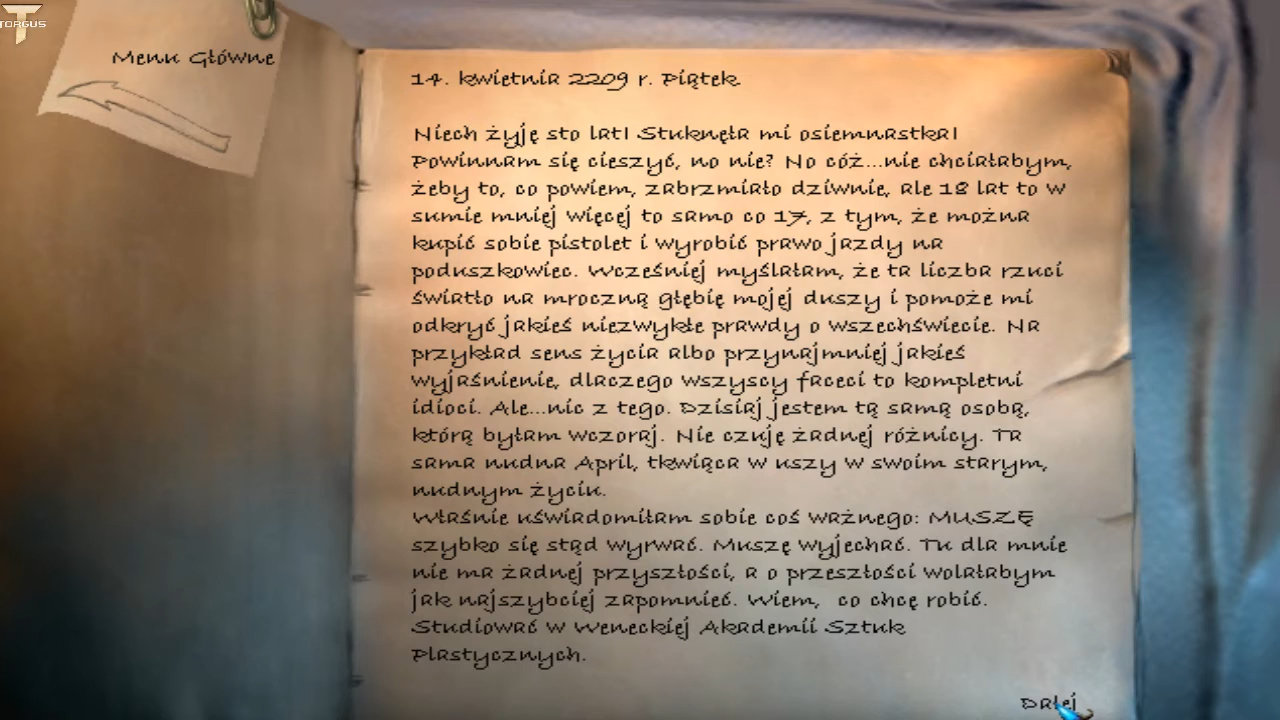 TORGUS
Menu Główne
14. kwietnia 2209 r. Piątek
Niech żyję sto lat! Stuknęła mi osiemnastka!
Powinnam się cieszyć, no nie? No cóż...nie chciałabym,
żeby to, co powiem, zabrzmiało dziwnie, ale 18 lat to w
sumie mniej więcej to samo co 17, z tym, że można
kupić sobie pistolet i wyrobić prawo jazdy na
poduszkowiec. Wcześniej myślałam, że ta liczba rzuci
światło na mroczną głębię mojej duszy i pomoże mi
odkryć jakieś niezwykłe prawdy o wszechświecie. Na
przykład sens życia albo przynajmniej jakieś
wyjaśnienie, dlaczego wszyscy faceci to kompletni
idioci. Ale...nic z tego. Dzisiaj jestem tą samą osobą,
którą byłam wczoraj. Nie czuję żadnej różnicy. Ta
sama nudna April, tkwiąca w uszy w swoim starym,
nudnym życiu.
Właśnie uświadomiłam sobie coś ważnego: MUSZĘ
szybko się stąd wyrwać. Muszę wyjechać. Tu dla mnie
nie ma żadnej przyszłości, a o przeszłości wolałabym
jak najszybciej zapomnieć. Wiem, co chcę robić.
Studiować w Weneckiej Akademii Sztuk
Plastycznych.
Dalej